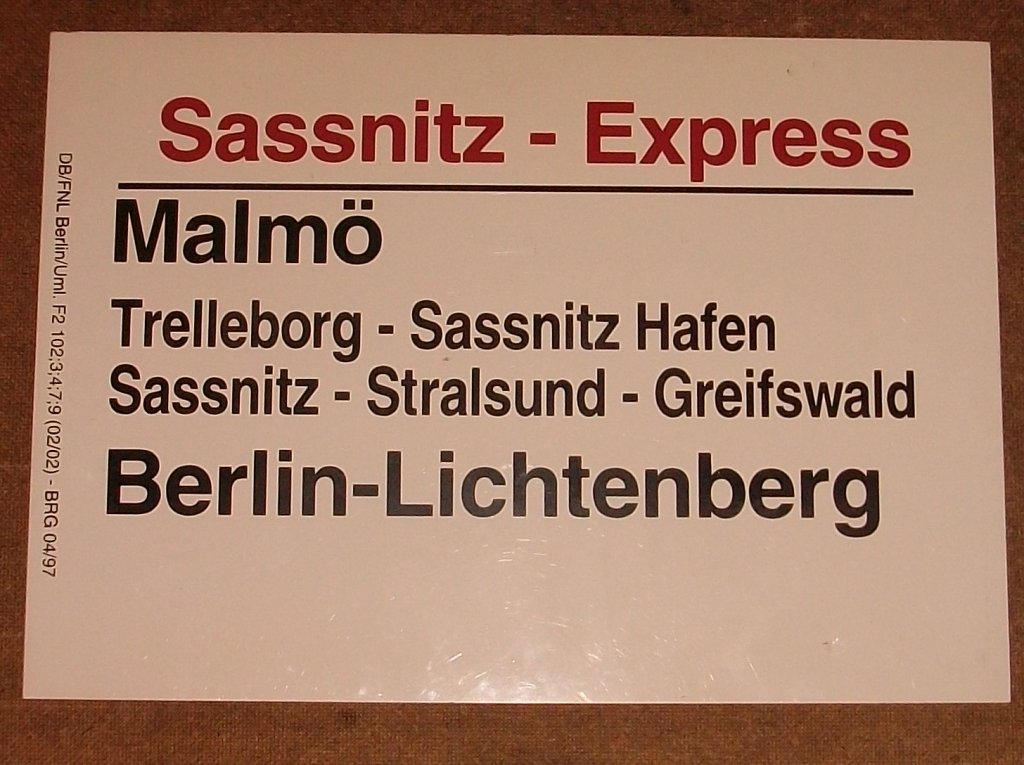 Sassnitz - Express
Malmö
Trelleborg - Sassnitz Hafen
Sassnitz - Stralsund - Greifswald
Berlin-Lichtenberg
DB/FNL Berlin/Uml. F2 102;3;4;7;9 (02/02) - BRG 04/97